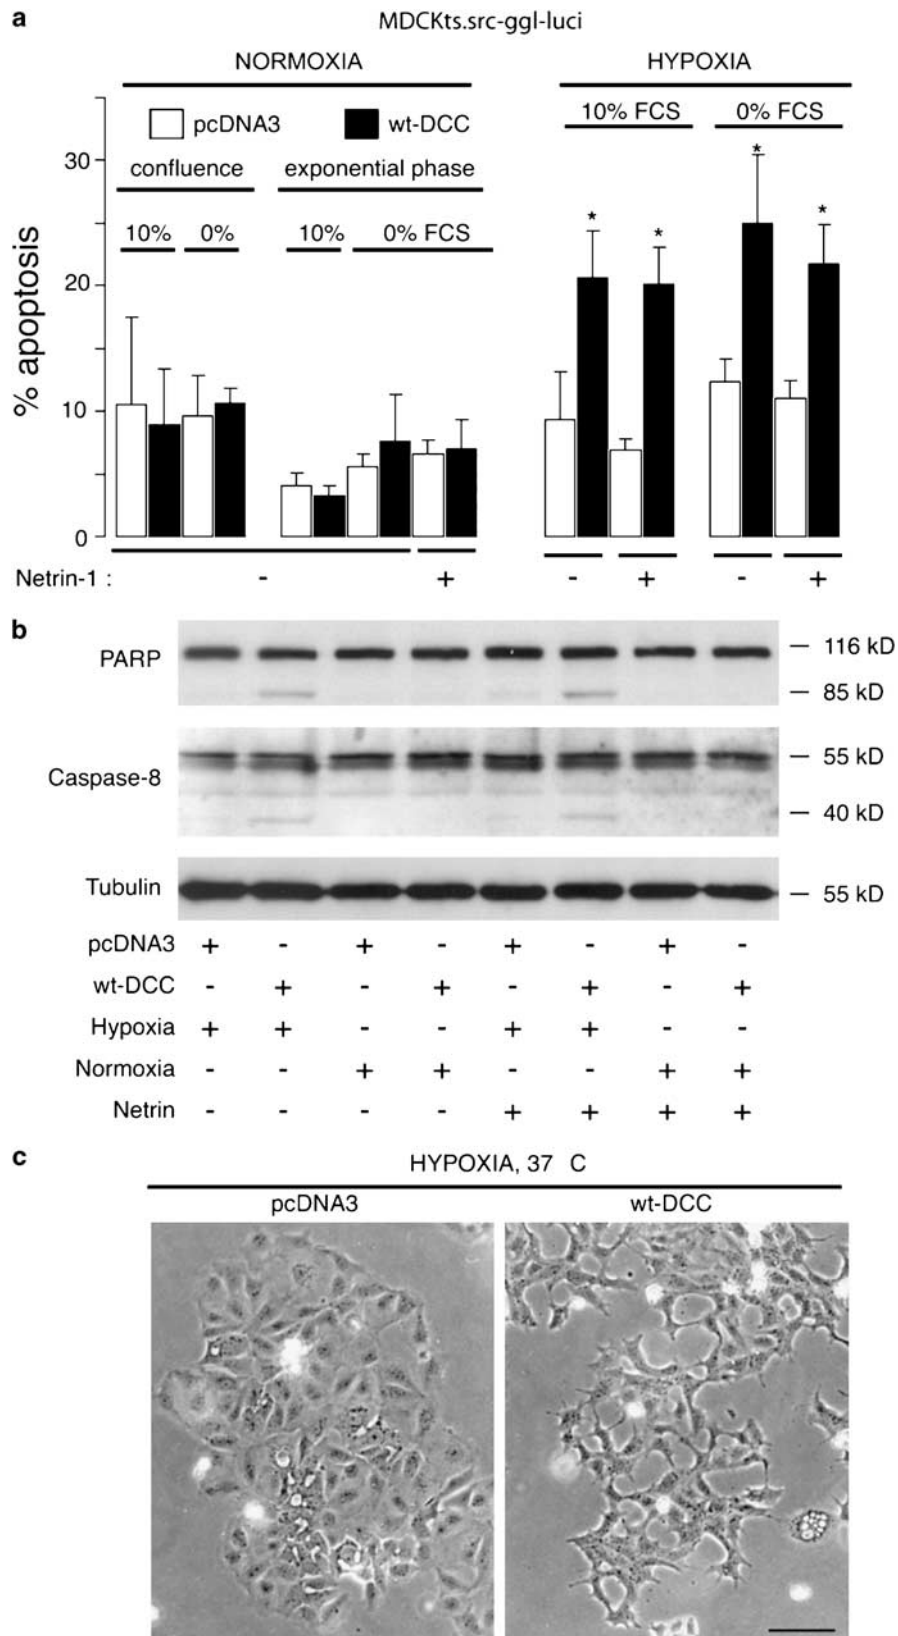 a
MDCKts.src-ggl-luci
NORMOXIA HYPOXIA
pcDNA3 wt-DCC 10% FCS 0% FCS
confluence exponential phase
10% 0% 10% 0% FCS
% apoptosis
30
20
10
0
* * * *
Netrin-1 : - + - + - +
b
PARP 116 kD
85 kD
Caspase-8 55 kD
40 kD
Tubulin 55 kD
pcDNA3 + - + - + - + -
wt-DCC - + - + - + - +
Hypoxia + + - - + + - -
Normoxia - - + + - - + +
Netrin - - - - + + + +
c
HYPOXIA, 37 C
pcDNA3 wt-DCC